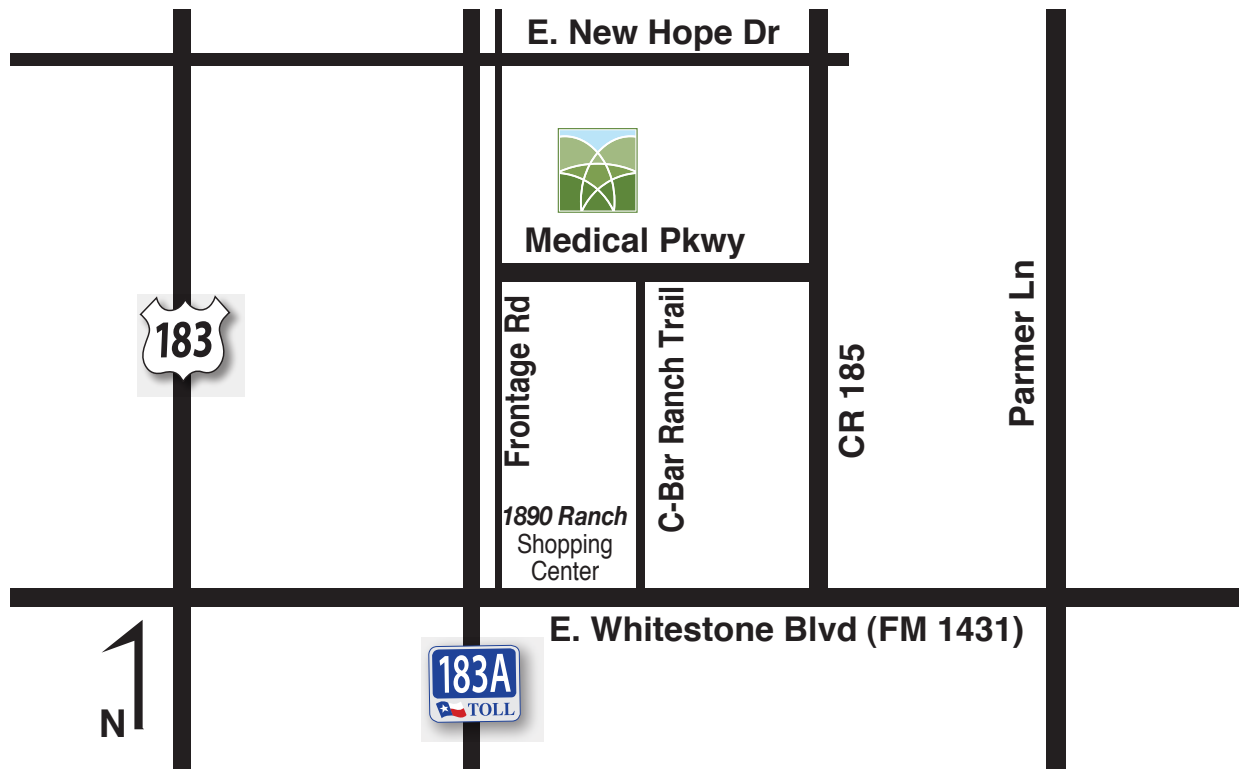 E. New Hope Dr
Medical Pkwy
183
Frontage Rd
C-Bar Ranch Trail
CR 185
Parmer Ln
1890 Ranch
Shopping
Center
E. Whitestone Blvd (FM 1431)
183A
TOLL
N